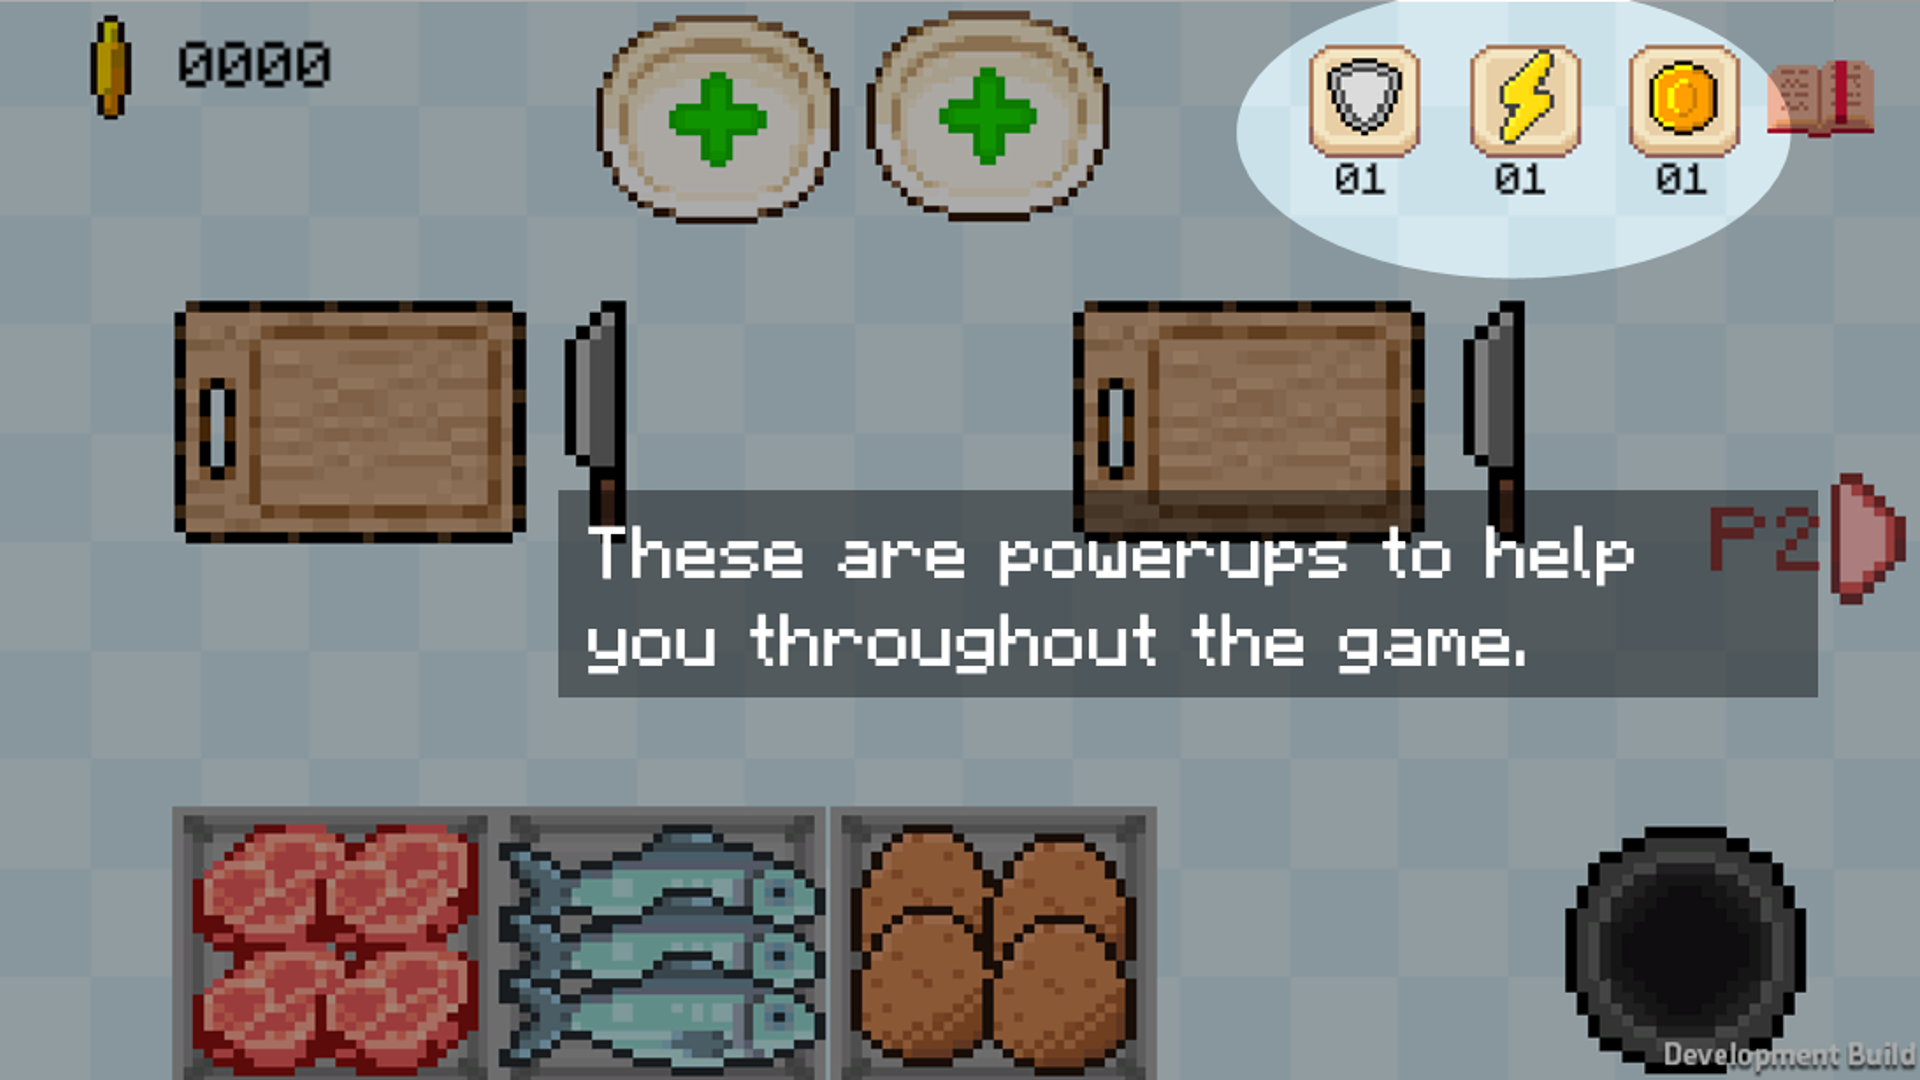 0000
01 01 01
These are powerups to help
you throughout the game.
P2
Development Build